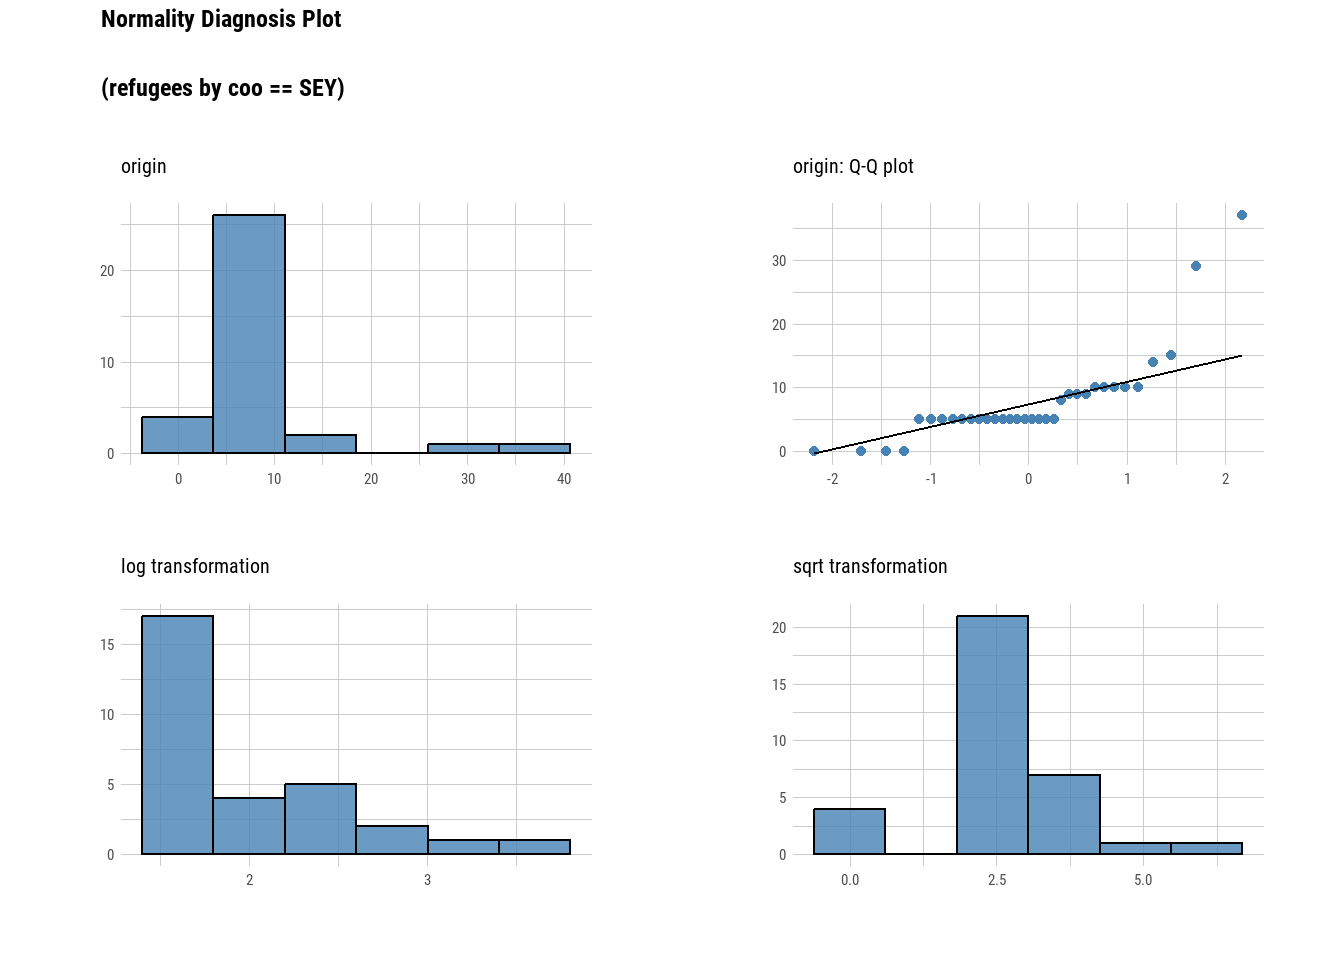 Normality Diagnosis Plot
(refugees by coo == SEY)
origin
20
10
0
0 10 20 30 40
origin: Q-Q plot
30
20
10
0
-2 -1 0 1 2
log transformation
15
10
5
0
2 3
sqrt transformation
20
15
10
5
0
0.0 2.5 5.0